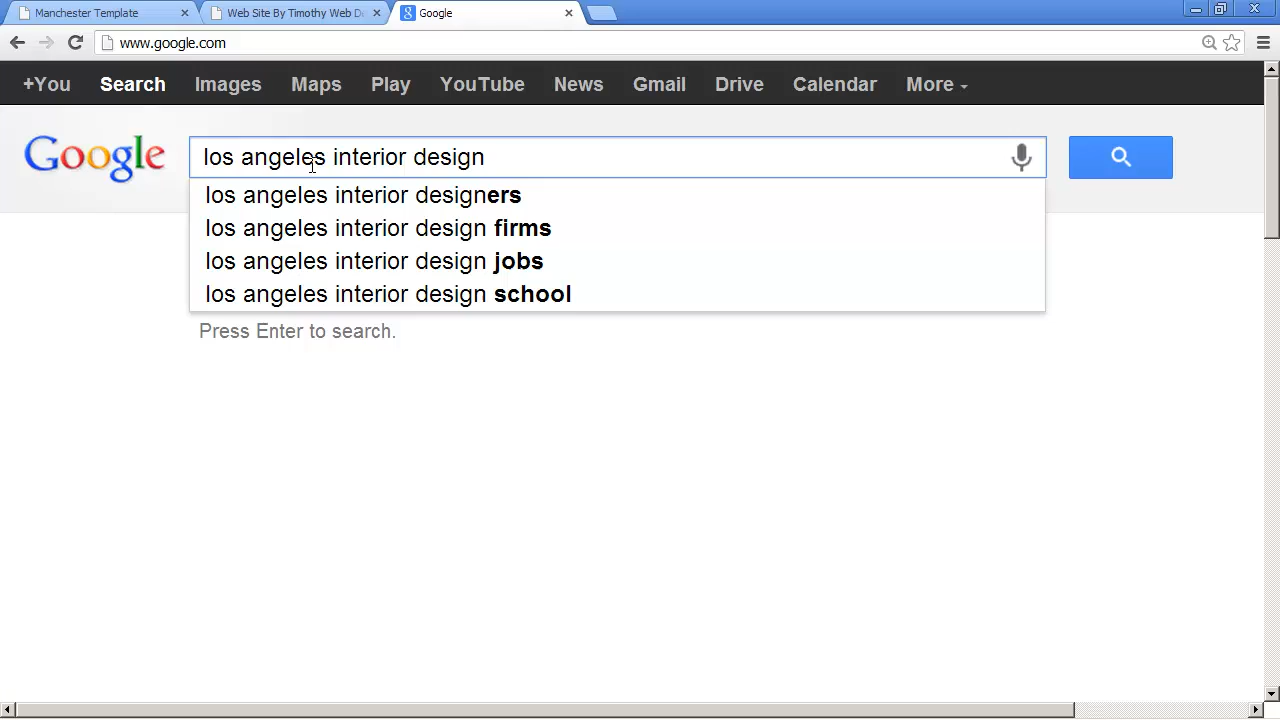 Manchester Template
Web Site By Timothy Web De
Google
www.google.com
+You Search Images Maps Play YouTube News Gmail Drive Calendar More
Google
los angeles interior design
los angeles interior designers
los angeles interior design firms
los angeles interior design jobs
los angeles interior design school
Press Enter to search.